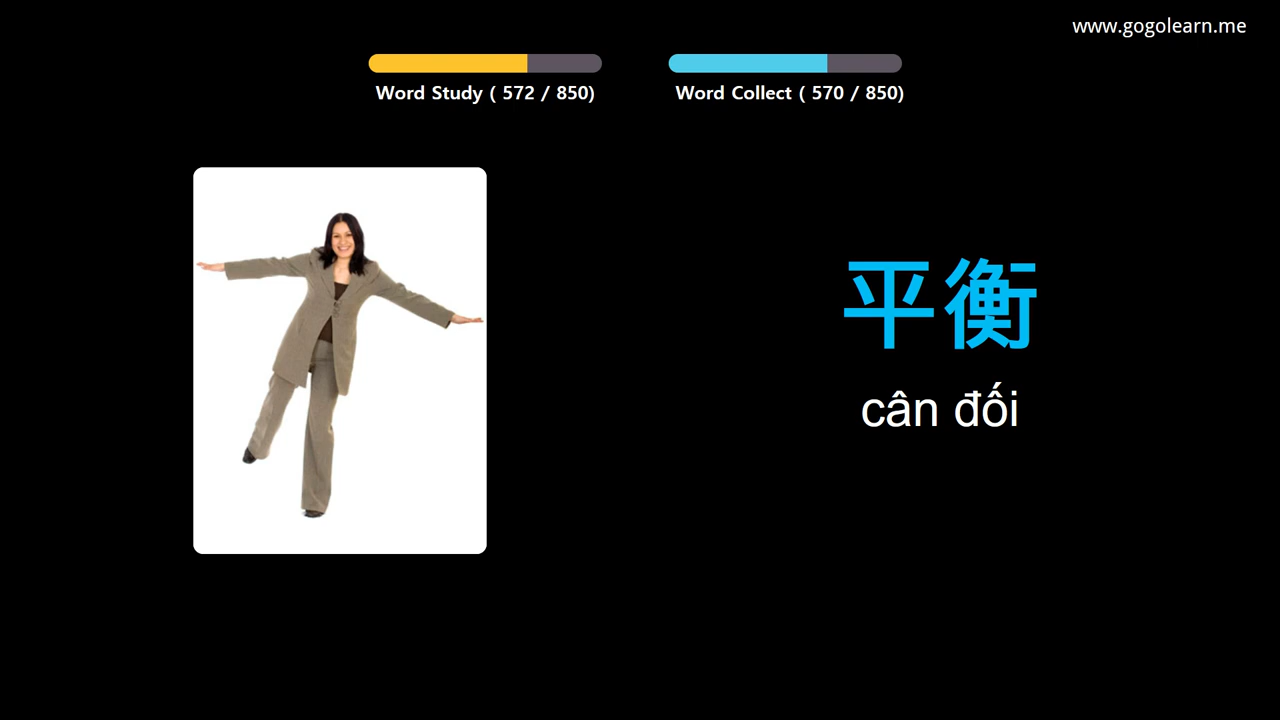 www.gogolearn.me
Word Study ( 572 / 850)
Word Collect ( 570 / 850)
平衡
cân đối